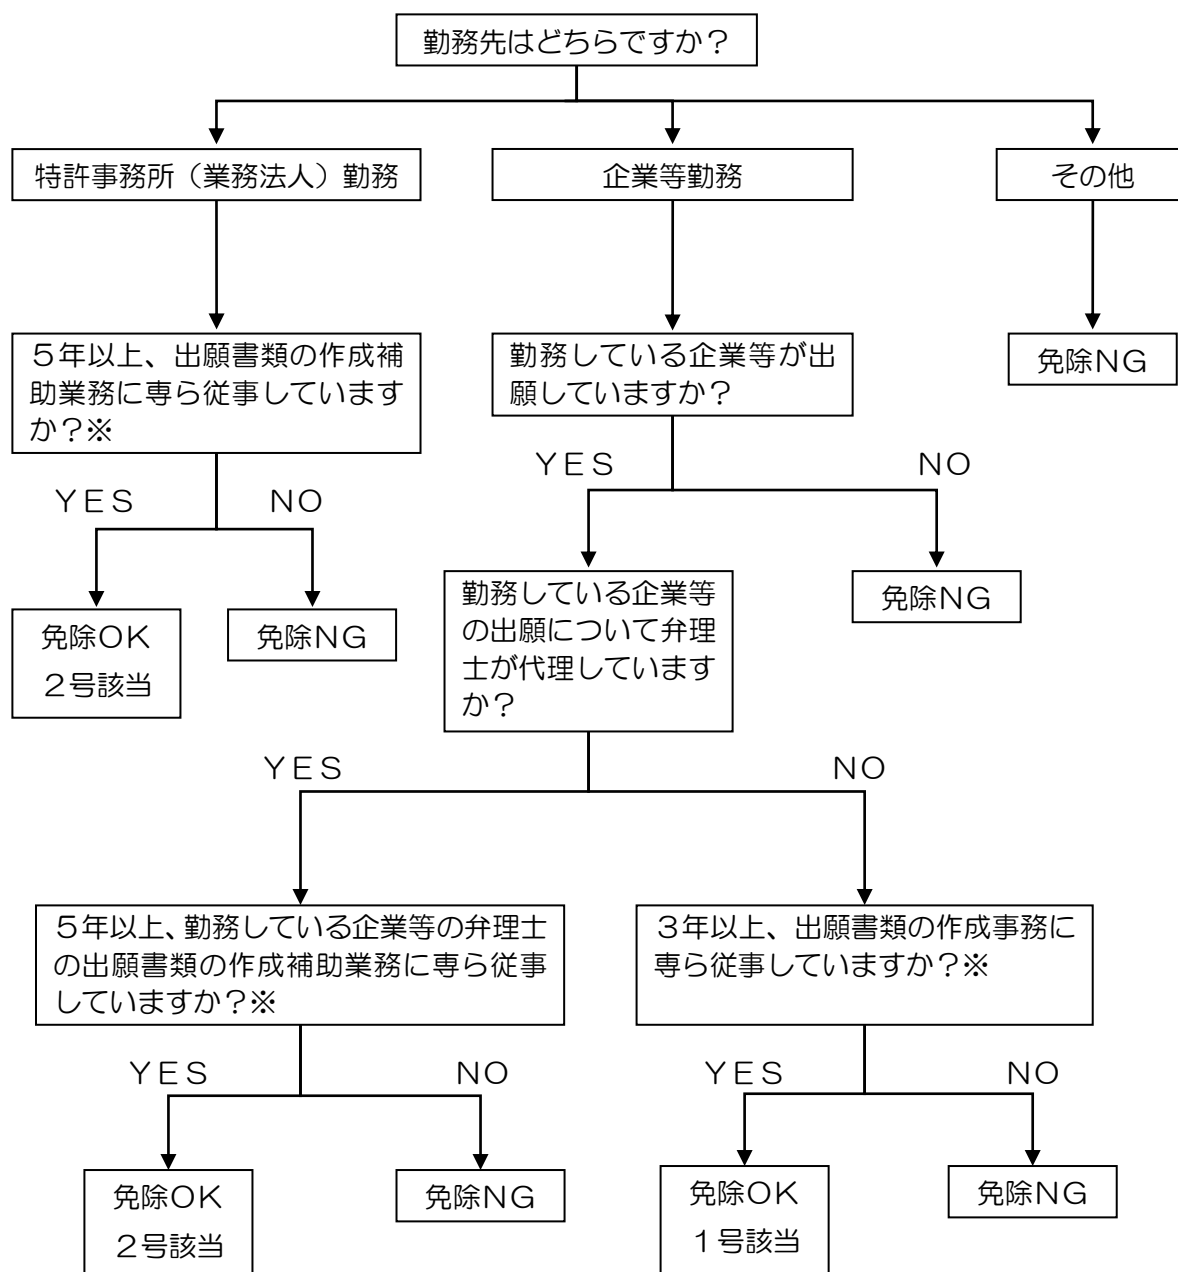 勤務先はどちらですか？
特許事務所（業務法人）勤務
企業等勤務
その他
５年以上、出願書類の作成補
助業務に専ら従事しています
か？※
勤務している企業等が出
願していますか？
免除ＮＧ
ＹＥＳ
ＮＯ
ＹＥＳ
ＮＯ
免除ＯＫ
２号該当
免除ＮＧ
勤務している企業等
の出願について弁理
士が代理しています
か？
免除ＮＧ
ＹＥＳ
ＮＯ
５年以上、勤務している企業等の弁理士
の出願書類の作成補助業務に専ら従事
していますか？※
３年以上、出願書類の作成事務に
専ら従事していますか？※
ＹＥＳ
ＮＯ
ＹＥＳ
ＮＯ
免除ＯＫ
２号該当
免除ＮＧ
免除ＯＫ
１号該当
免除ＮＧ